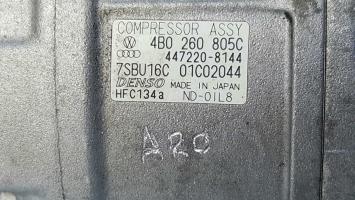 COMPRESSOR ASSY
4B0 260 805C
447220-8144
7SBU16C 01C02044
DENSO MADE IN JAPAN
HFC134a ND-OIL8
A20